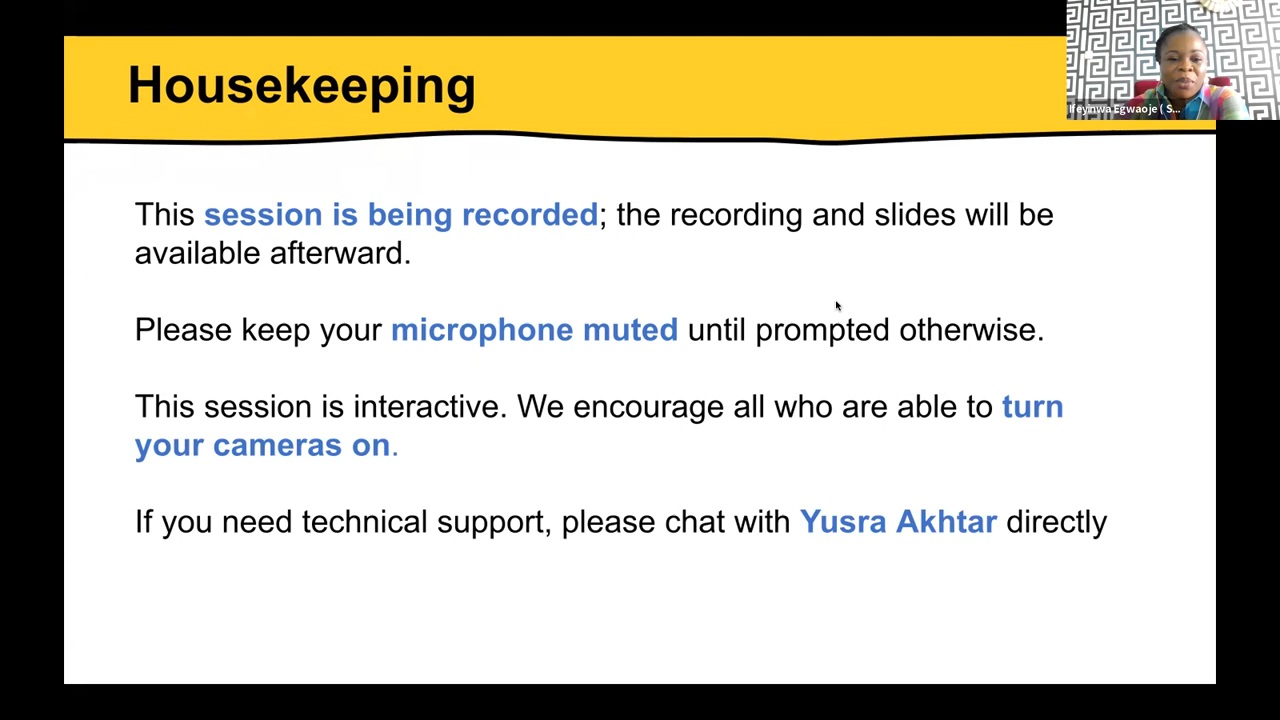 Housekeeping
Ifeyinwa Egwaoje ( S...
This session is being recorded; the recording and slides will be
available afterward.
Please keep your microphone muted until prompted otherwise.
This session is interactive. We encourage all who are able to turn
your cameras on.
If you need technical support, please chat with Yusra Akhtar directly